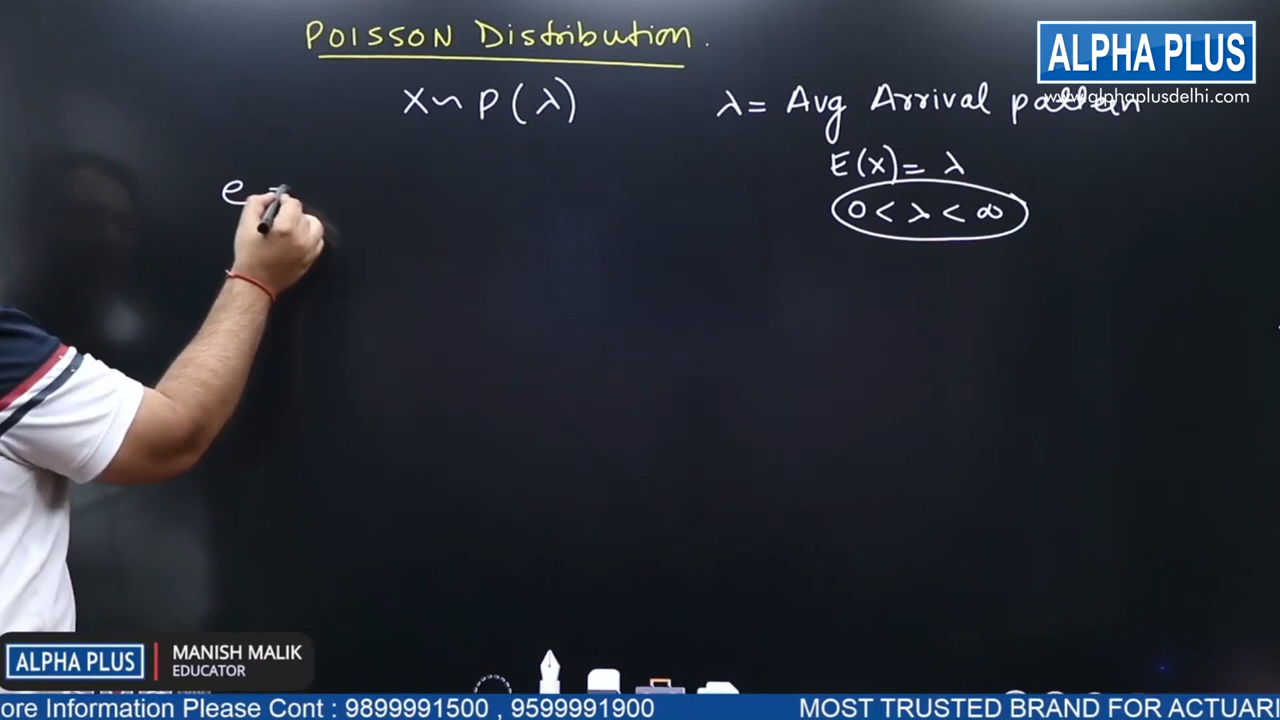 POISSON Distribution.
ALPHA PLUS
www.alphaplusdelhi.com
X ~ P(λ)
λ = Avg Arrival pattern
E(X) = λ
0 < λ < ∞
e
ALPHA PLUS
MANISH MALIK
EDUCATOR
ore Information Please Cont : 9899991500 , 9599991900
MOST TRUSTED BRAND FOR ACTUARI